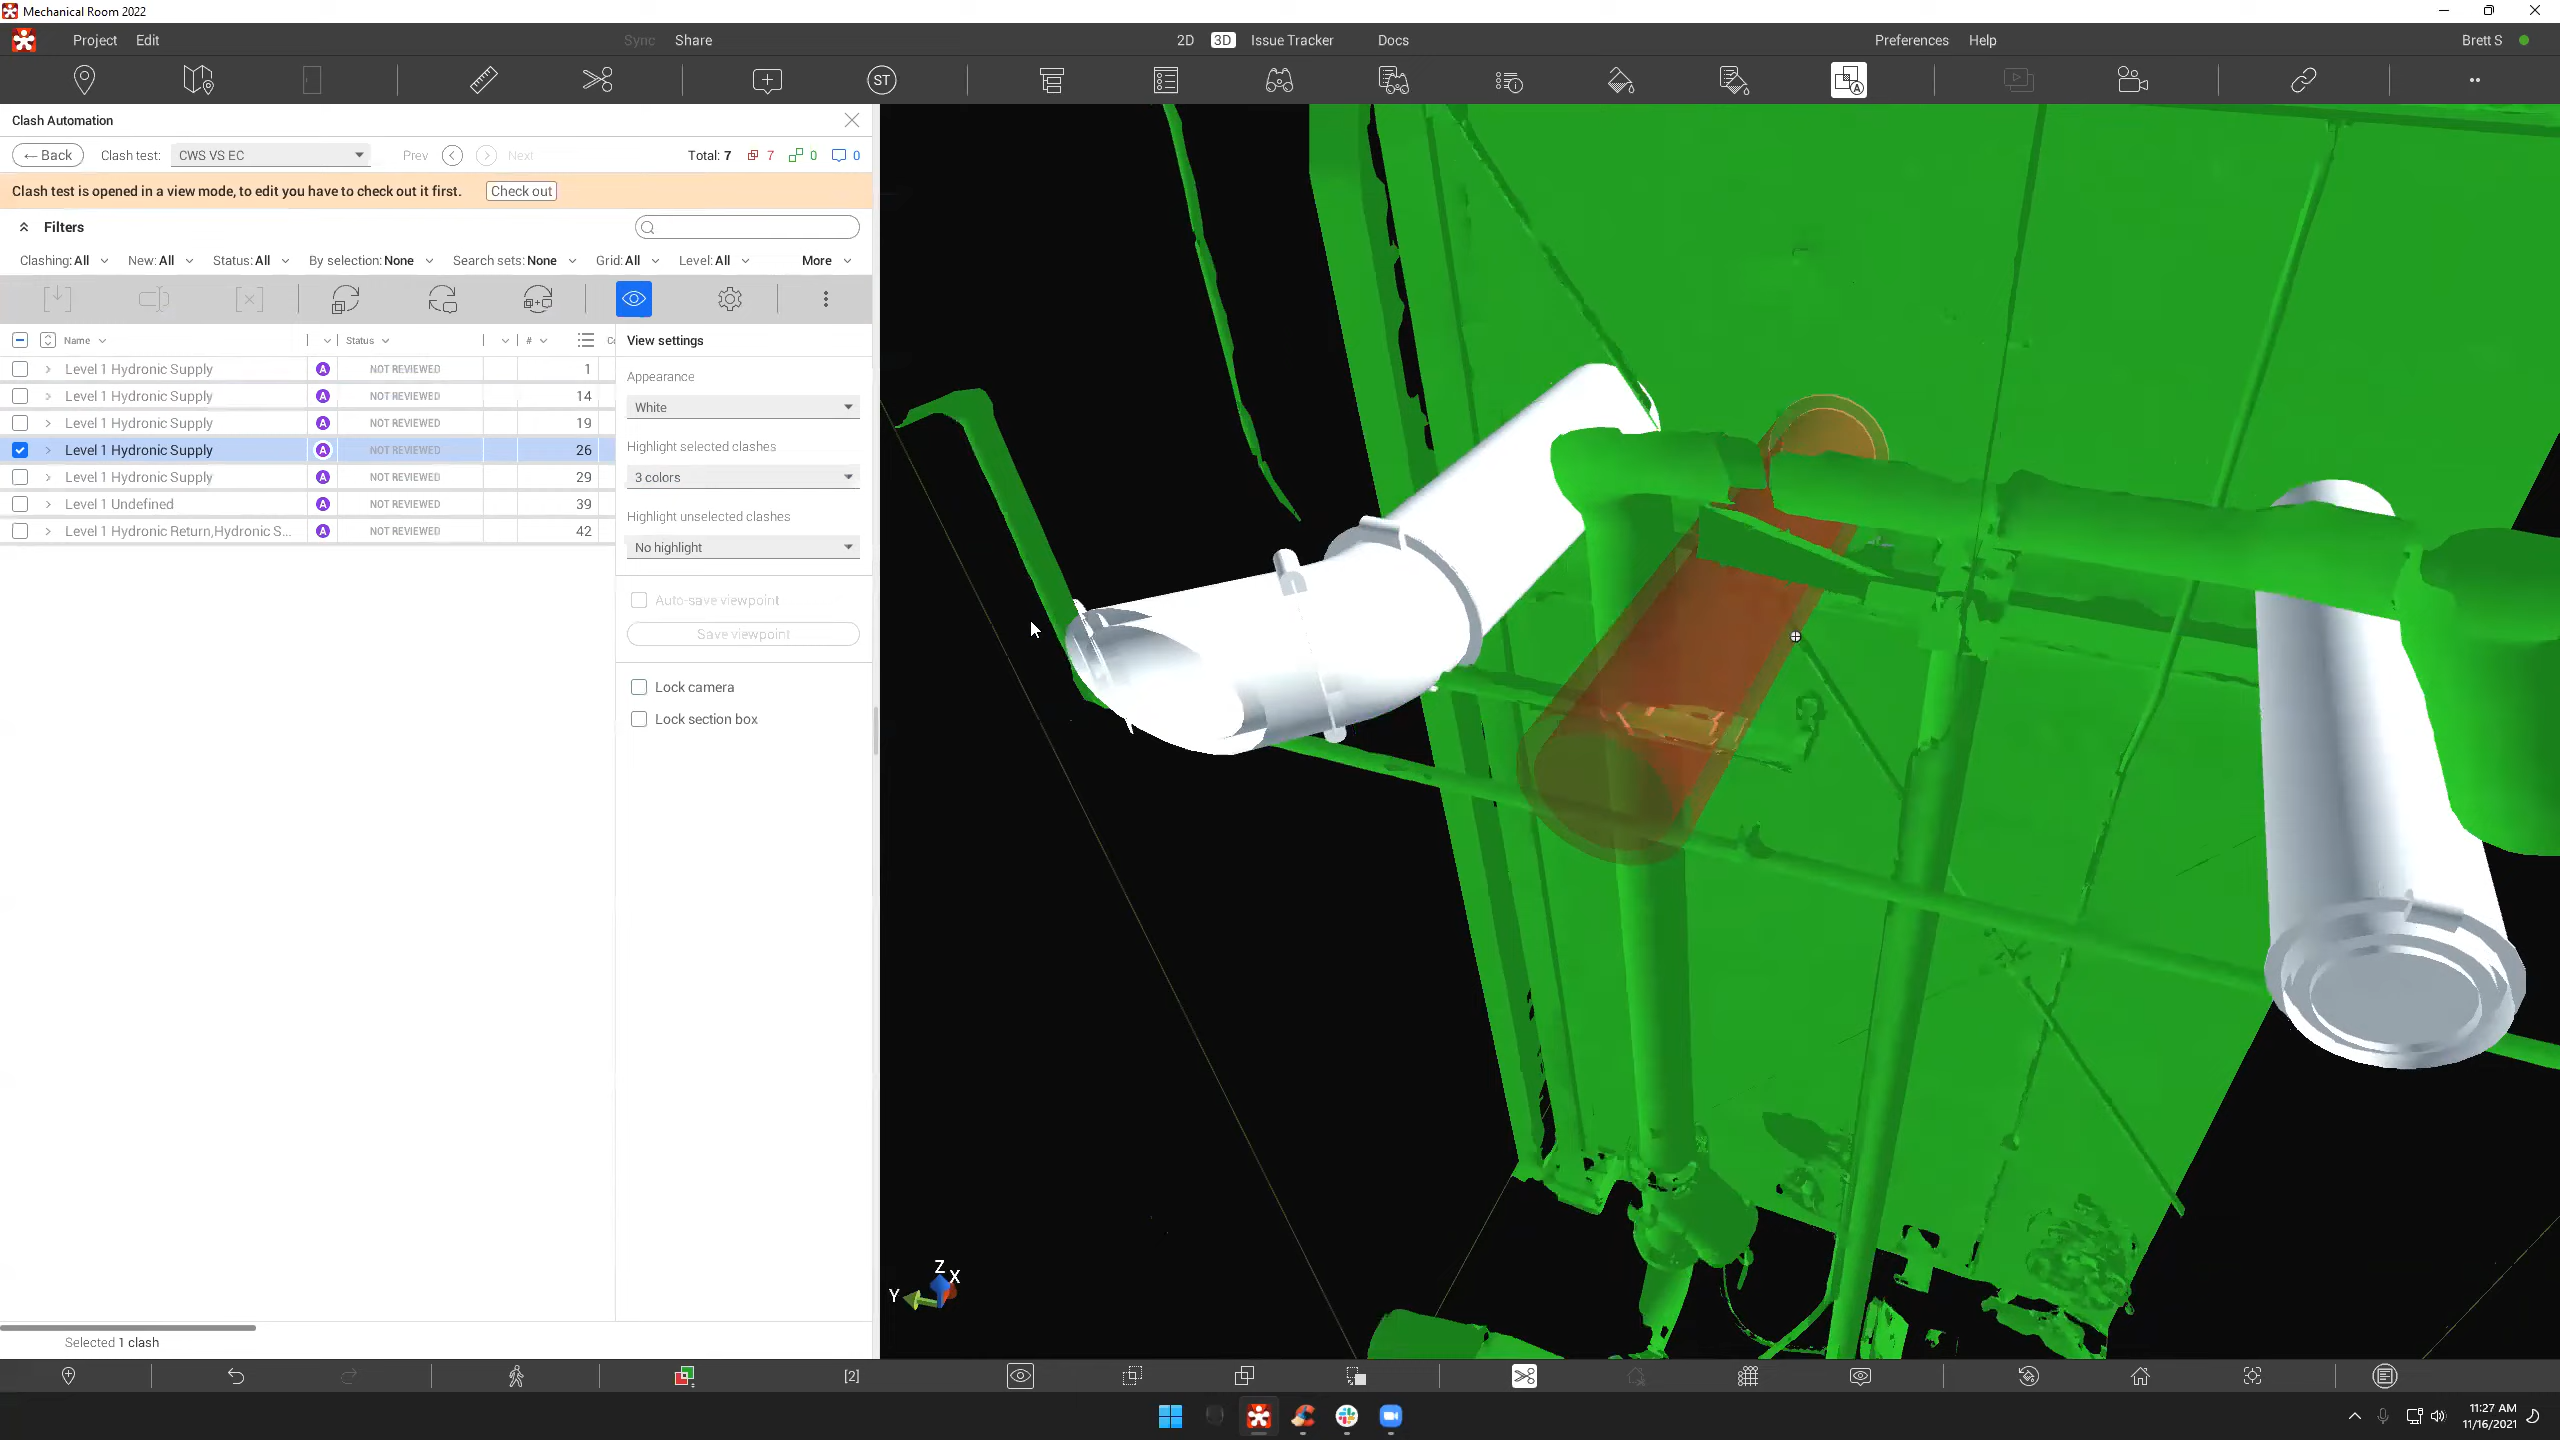 Mechanical Room 2022
Project Edit Sync Share 2D 3D Issue Tracker Docs Preferences Help Brett S
ST A
Clash Automation
← Back Clash test: CWS VS EC Prev Next Total: 7 7 0 0
Clash test is opened in a view mode, to edit you have to check out it first. Check out
Filters
Clashing: All New: All Status: All By selection: None Search sets: None Grid: All Level: All More
Name Status #
View settings
Level 1 Hydronic Supply A NOT REVIEWED 1
Level 1 Hydronic Supply A NOT REVIEWED 14
Level 1 Hydronic Supply A NOT REVIEWED 19
Level 1 Hydronic Supply A NOT REVIEWED 26
Level 1 Hydronic Supply A NOT REVIEWED 29
Level 1 Undefined A NOT REVIEWED 39
Level 1 Hydronic Return,Hydronic S... A NOT REVIEWED 42
Appearance
White
Highlight selected clashes
3 colors
Highlight unselected clashes
No highlight
Auto-save viewpoint
Save viewpoint
Lock camera
Lock section box
Z
X
Y
Selected 1 clash
[2]
11:27 AM
11/16/2021